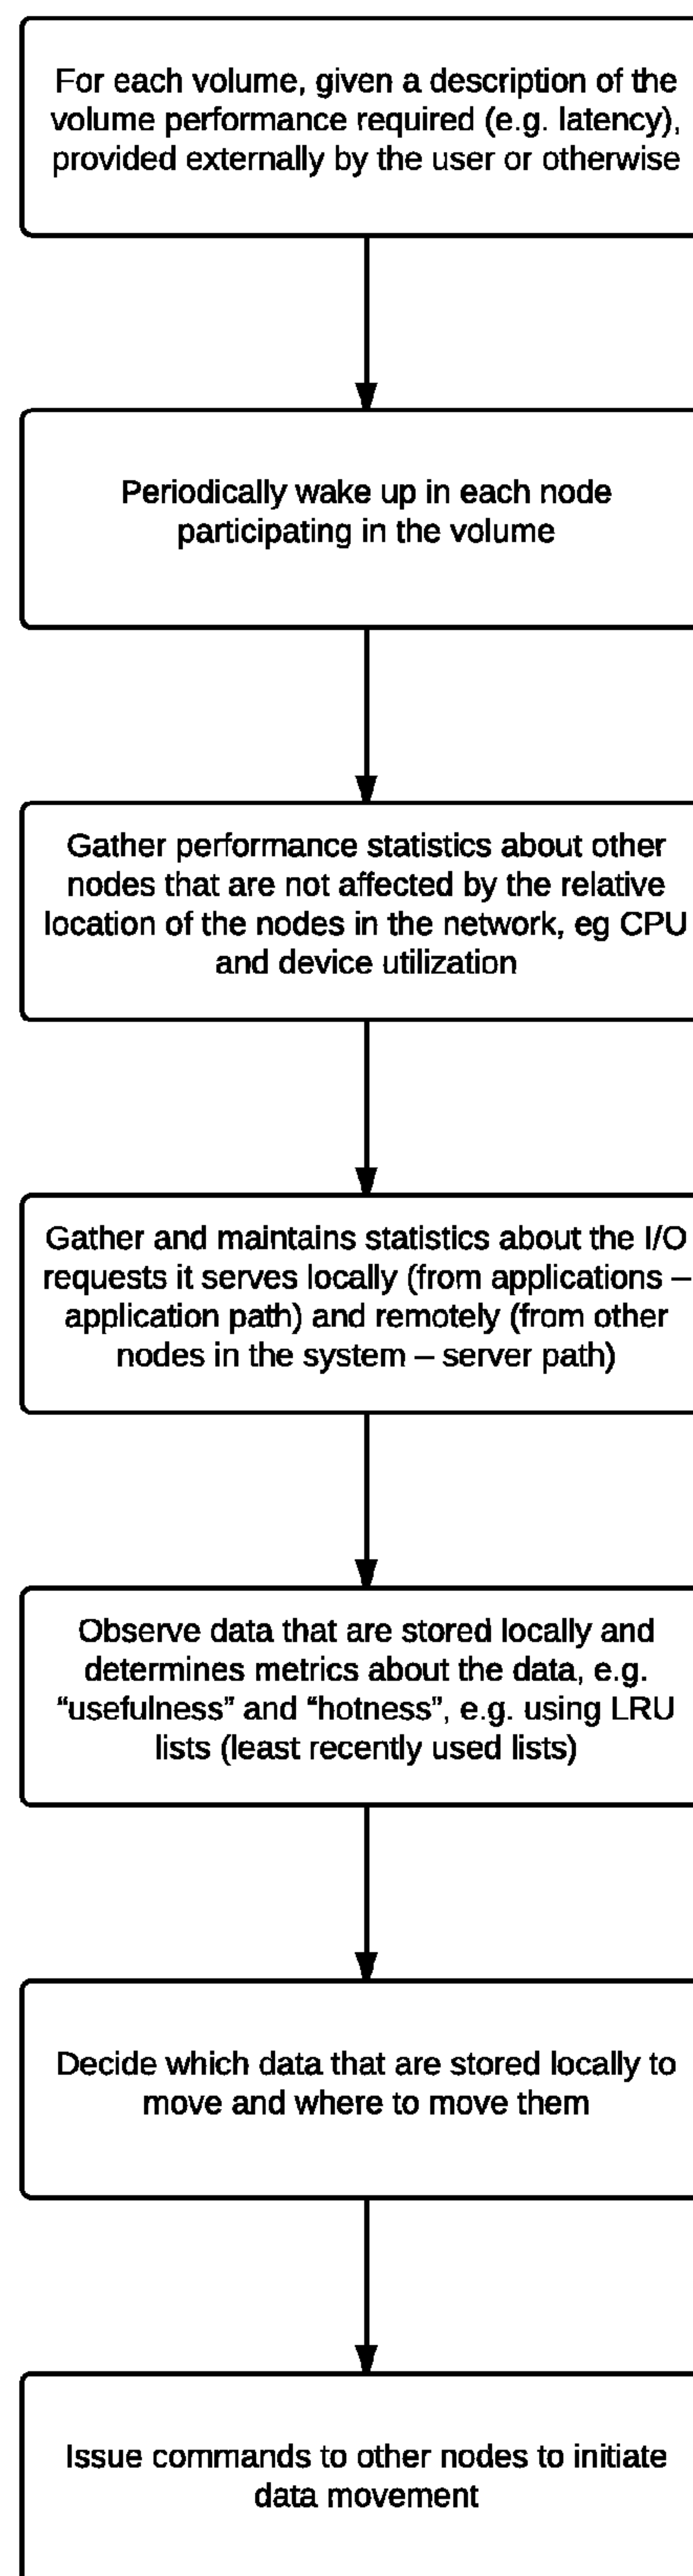 For each volume, given a description of the
volume performance required (e.g. latency),
provided externally by the user or otherwise
Periodically wake up in each node
participating in the volume
Gather performance statistics about other
nodes that are not affected by the relative
location of the nodes in the network, eg CPU
and device utilization
Gather and maintains statistics about the I/O
requests it serves locally (from applications –
application path) and remotely (from other
nodes in the system – server path)
Observe data that are stored locally and
determines metrics about the data, e.g.
“usefulness” and “hotness”, e.g. using LRU
lists (least recently used lists)
Decide which data that are stored locally to
move and where to move them
Issue commands to other nodes to initiate
data movement